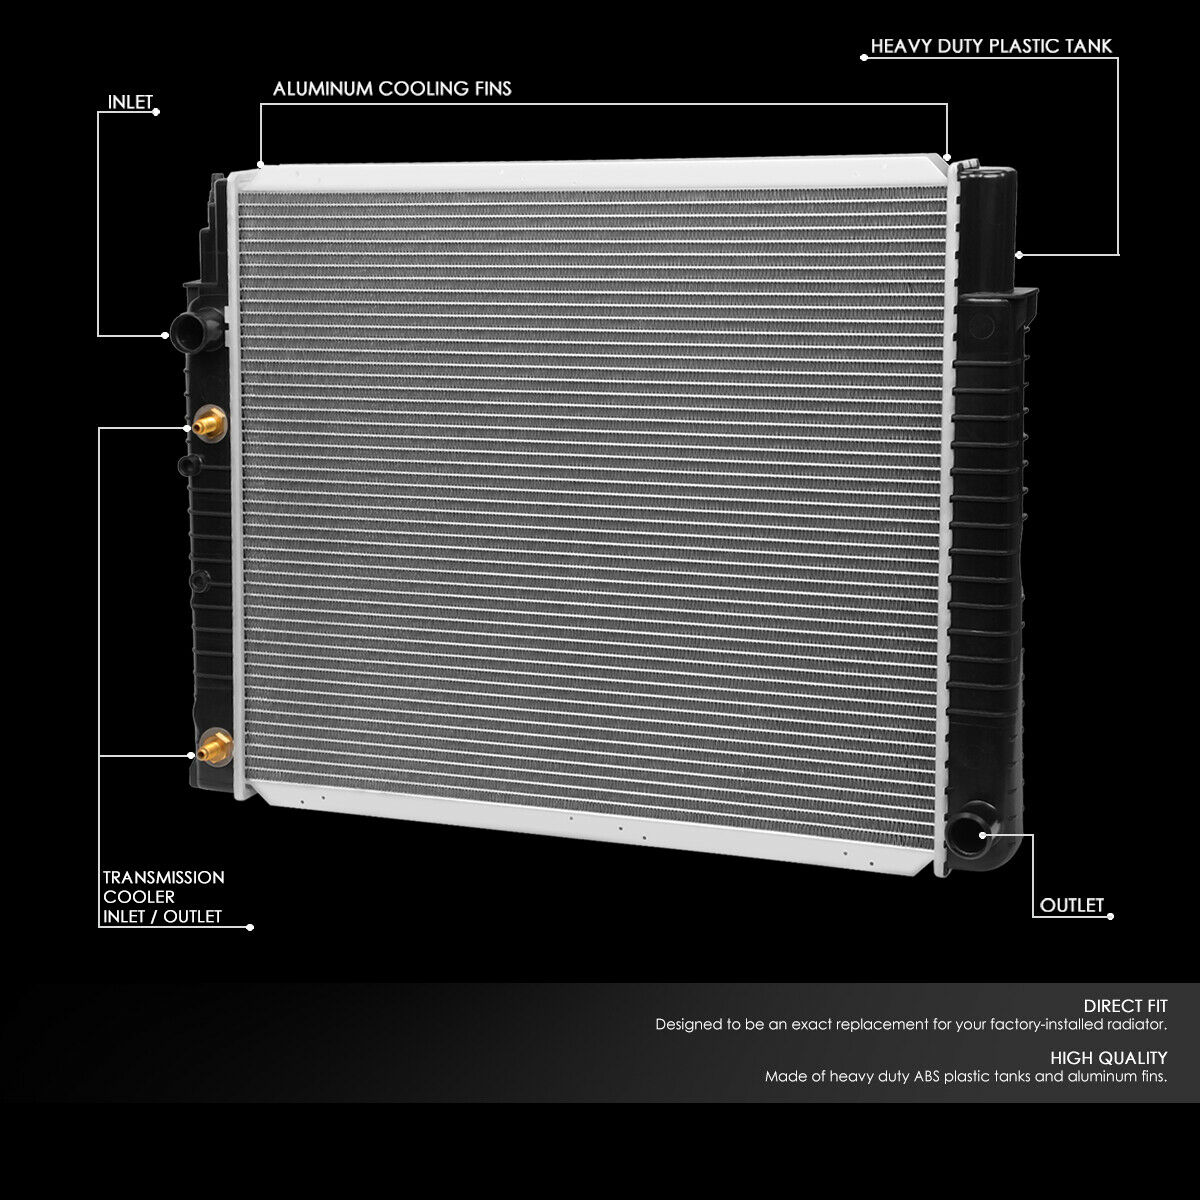 HEAVY DUTY PLASTIC TANK
ALUMINUM COOLING FINS
INLET
TRANSMISSION
COOLER
INLET / OUTLET
OUTLET
DIRECT FIT
Designed to be an exact replacement for your factory-installed radiator.
HIGH QUALITY
Made of heavy duty ABS plastic tanks and aluminum fins.